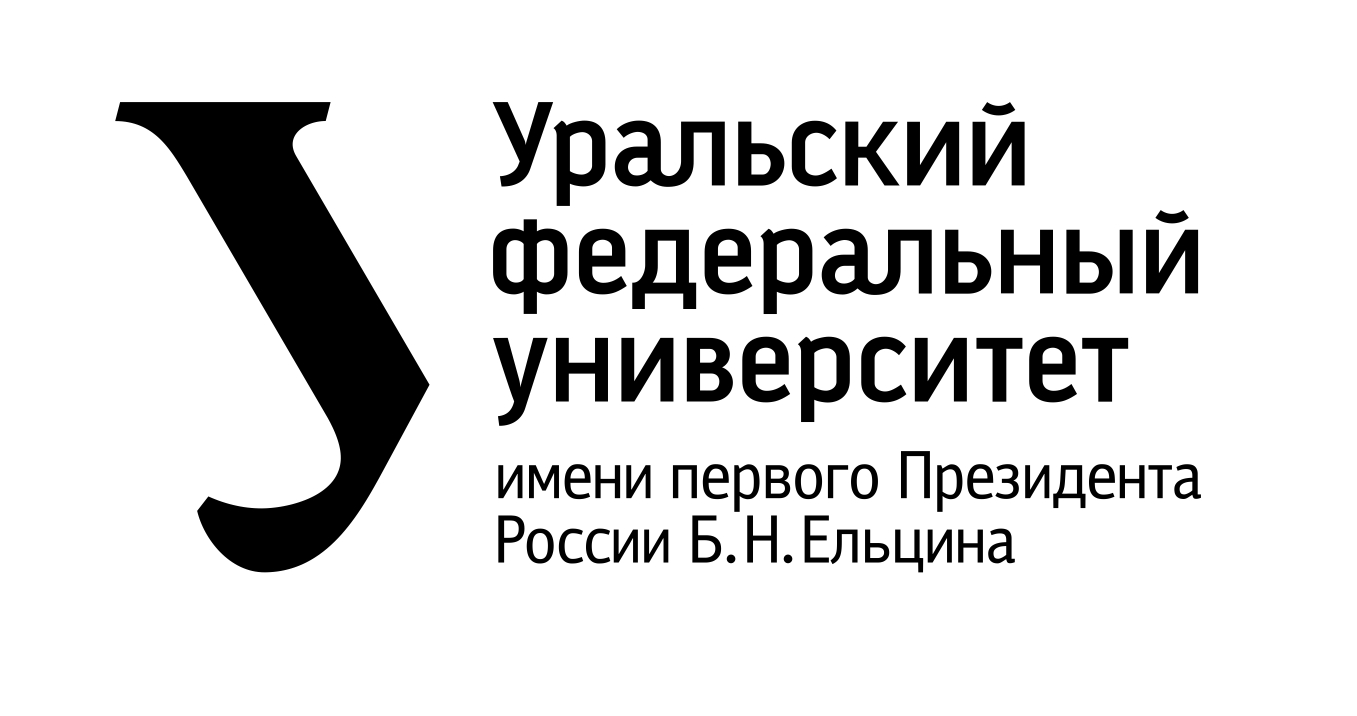 У
Уральский
федеральный
университет
имени первого Президента
России Б.Н.Ельцина